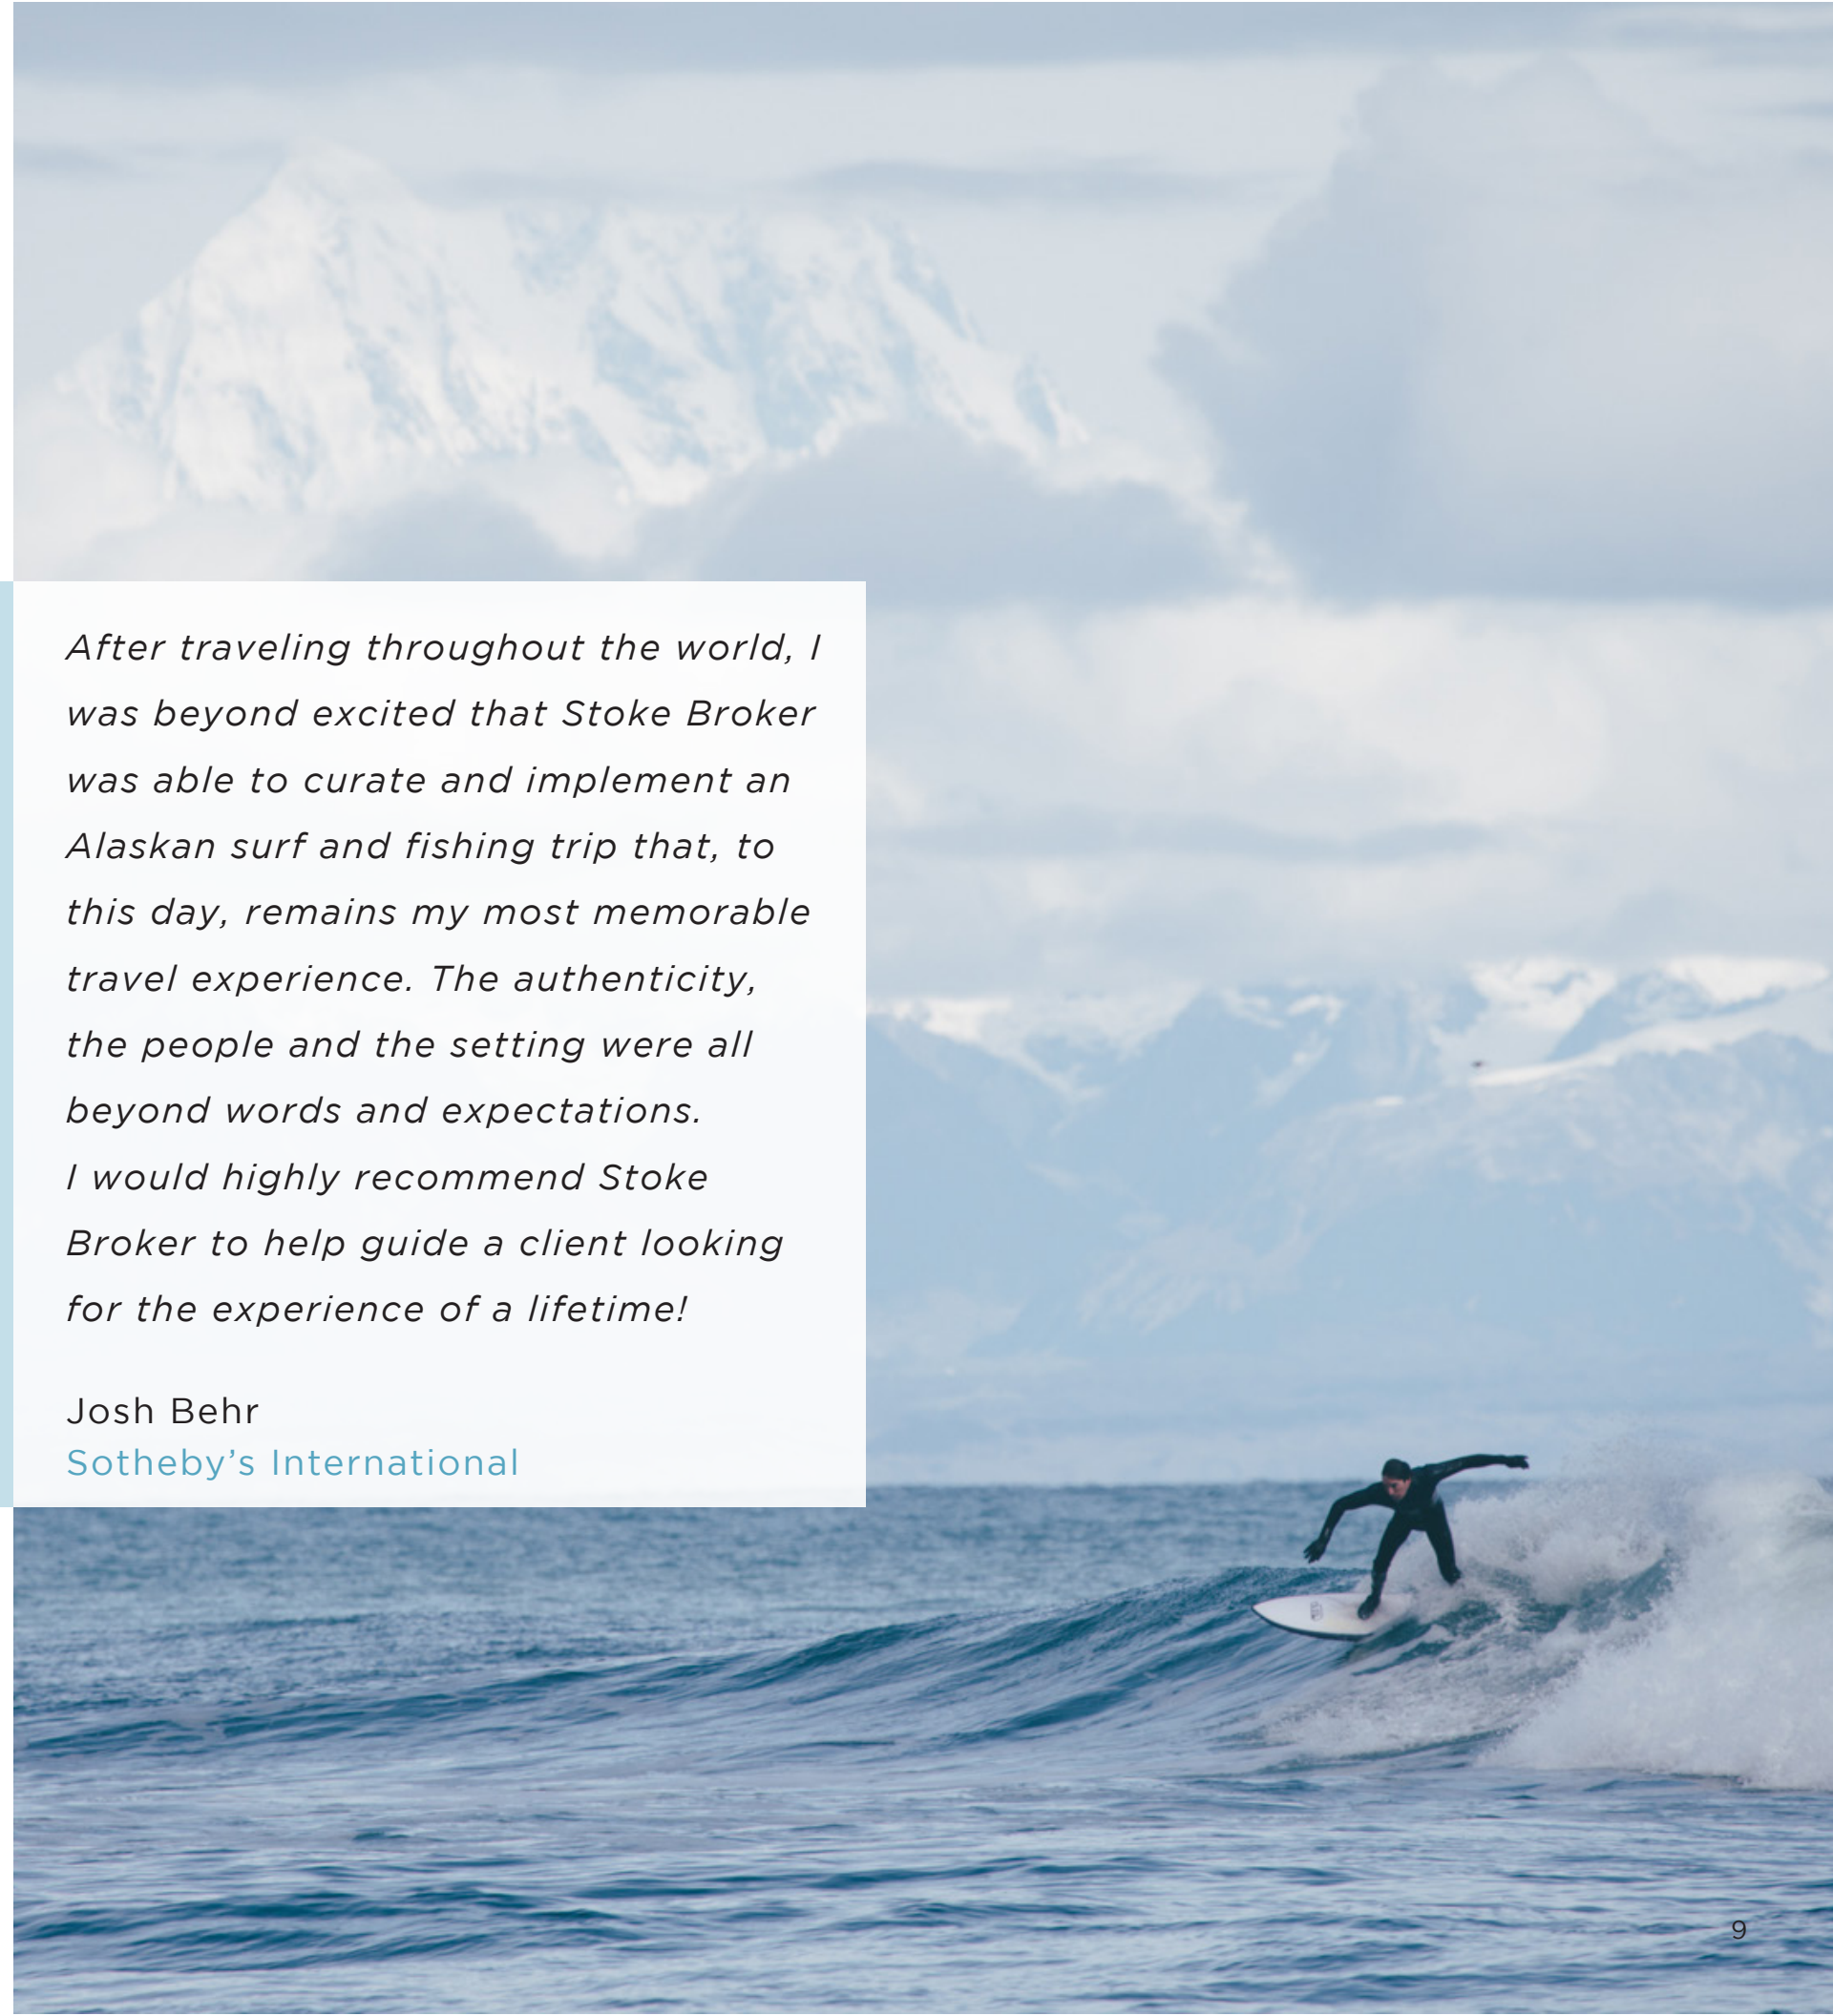 After traveling throughout the world, I
was beyond excited that Stoke Broker
was able to curate and implement an
Alaskan surf and fishing trip that, to
this day, remains my most memorable
travel experience. The authenticity,
the people and the setting were all
beyond words and expectations.
I would highly recommend Stoke
Broker to help guide a client looking
for the experience of a lifetime!
Josh Behr
Sotheby’s International
9